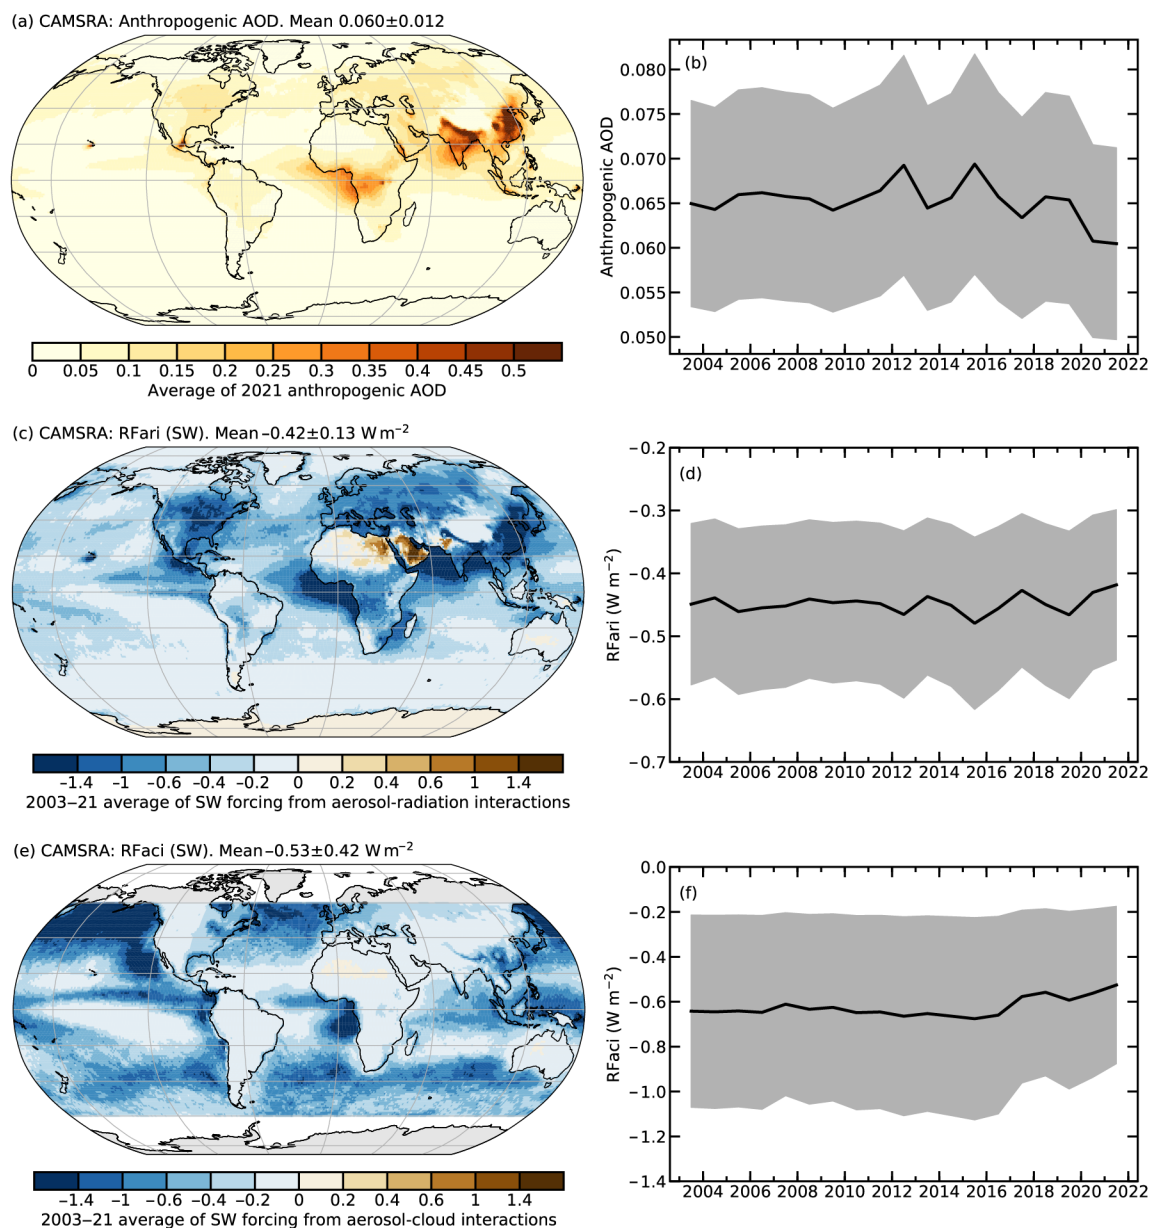 (a) CAMSRA: Anthropogenic AOD. Mean 0.060±0.012
0 0.05 0.1 0.15 0.2 0.25 0.3 0.35 0.4 0.45 0.5
Average of 2021 anthropogenic AOD
(b)
Anthropogenic AOD
0.080
0.075
0.070
0.065
0.060
0.055
0.050
2004 2006 2008 2010 2012 2014 2016 2018 2020 2022
(c) CAMSRA: RFari (SW). Mean –0.42±0.13 W m⁻²
–1.4 –1 –0.6 –0.4 –0.2 0 0.2 0.4 0.6 1 1.4
2003–21 average of SW forcing from aerosol-radiation interactions
(d)
RFari (W m⁻²)
–0.2
–0.3
–0.4
–0.5
–0.6
–0.7
2004 2006 2008 2010 2012 2014 2016 2018 2020 2022
(e) CAMSRA: RFaci (SW). Mean–0.53±0.42 W m⁻²
–1.4 –1 –0.6 –0.4 –0.2 0 0.2 0.4 0.6 1 1.4
2003–21 average of SW forcing from aerosol-cloud interactions
(f)
RFaci (W m⁻²)
0.0
–0.2
–0.4
–0.6
–0.8
–1.0
–1.2
–1.4
2004 2006 2008 2010 2012 2014 2016 2018 2020 2022